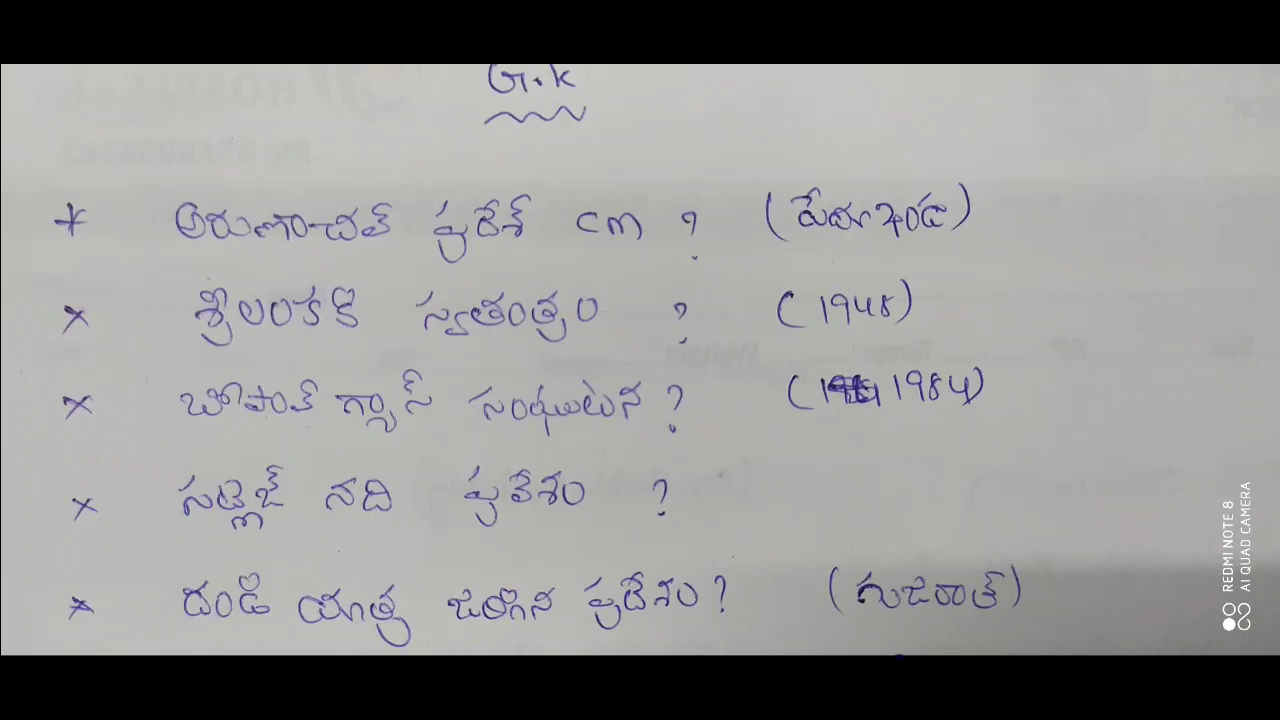 G.K
* అరుణాచల్ ప్రదేశ్ CM ? (పేమాఖండ్)
× శ్రీలంకకి స్వతంత్రం ? (1948)
× బోపాల్ గ్యాస్ సంఘటన ? ( 1984)
× సట్లెజ్ నది ప్రవేశం ?
× దండి యాత్ర జరిగిన ప్రదేశం ? (గుజరాత్)
REDMI NOTE 8
AI QUAD CAMERA